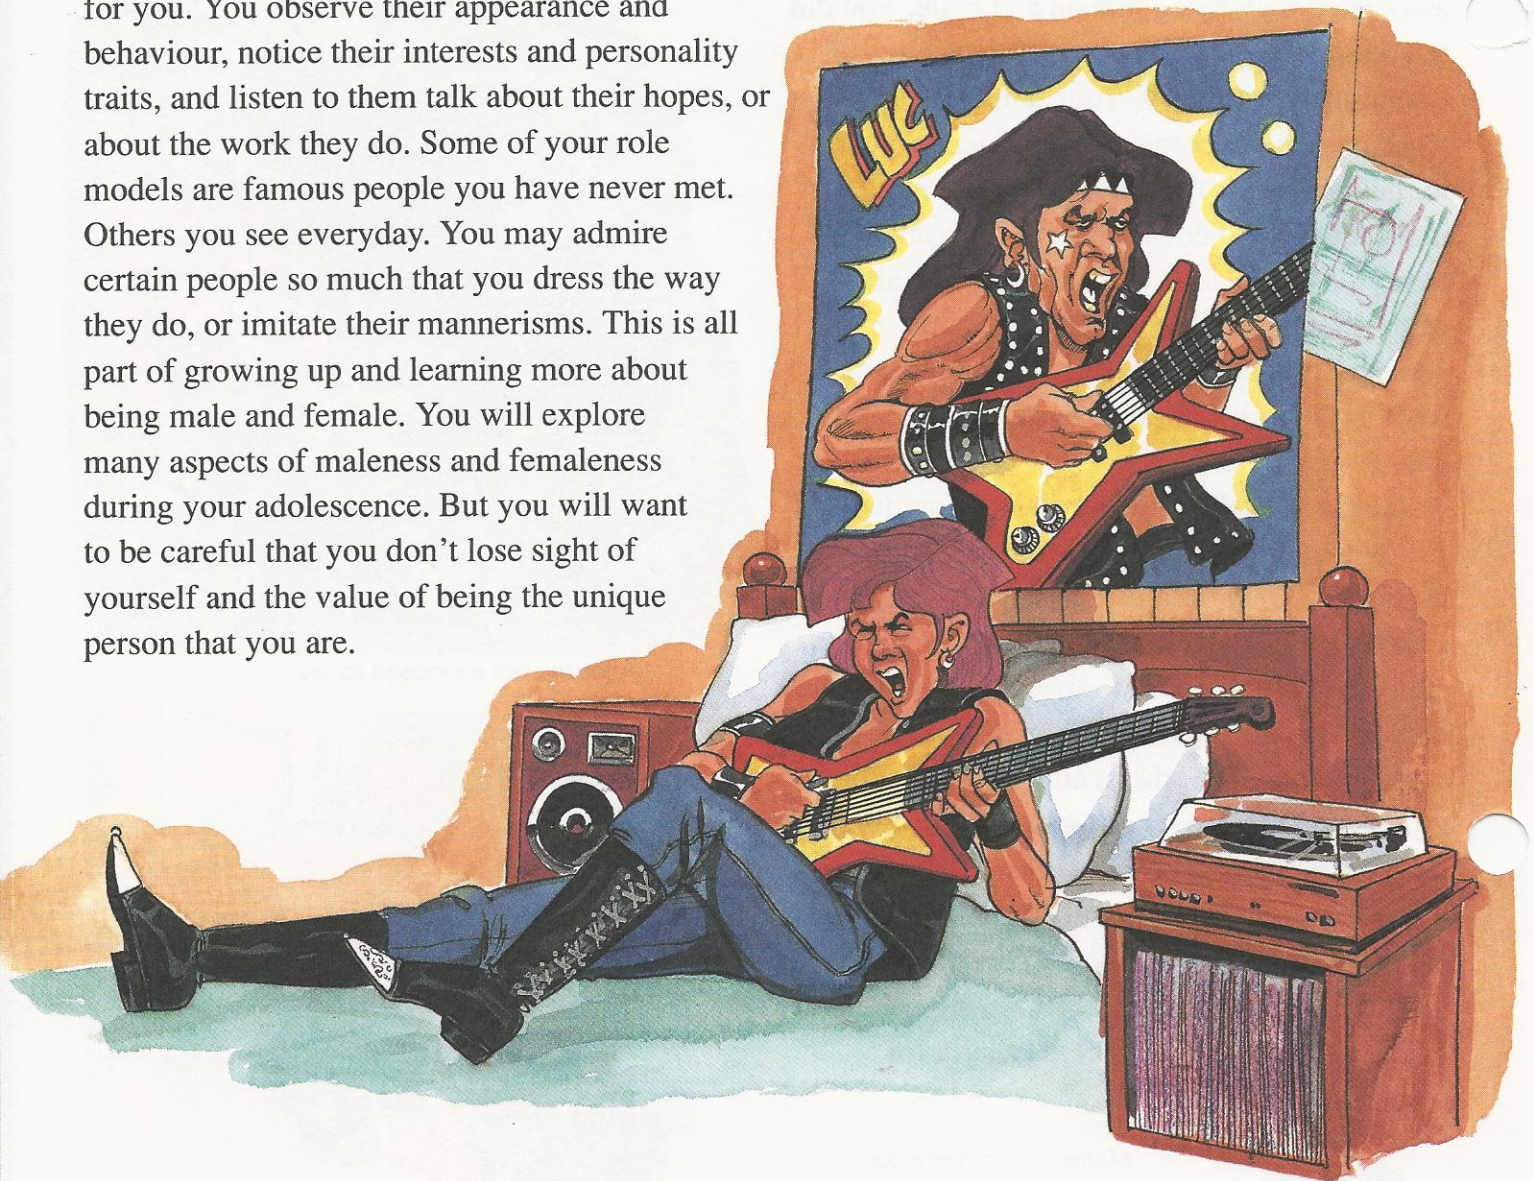 for you. You observe their appearance and
behaviour, notice their interests and personality
traits, and listen to them talk about their hopes, or
about the work they do. Some of your role
models are famous people you have never met.
Others you see everyday. You may admire
certain people so much that you dress the way
they do, or imitate their mannerisms. This is all
part of growing up and learning more about
being male and female. You will explore
many aspects of maleness and femaleness
during your adolescence. But you will want
to be careful that you don't lose sight of
yourself and the value of being the unique
person that you are.
LUC